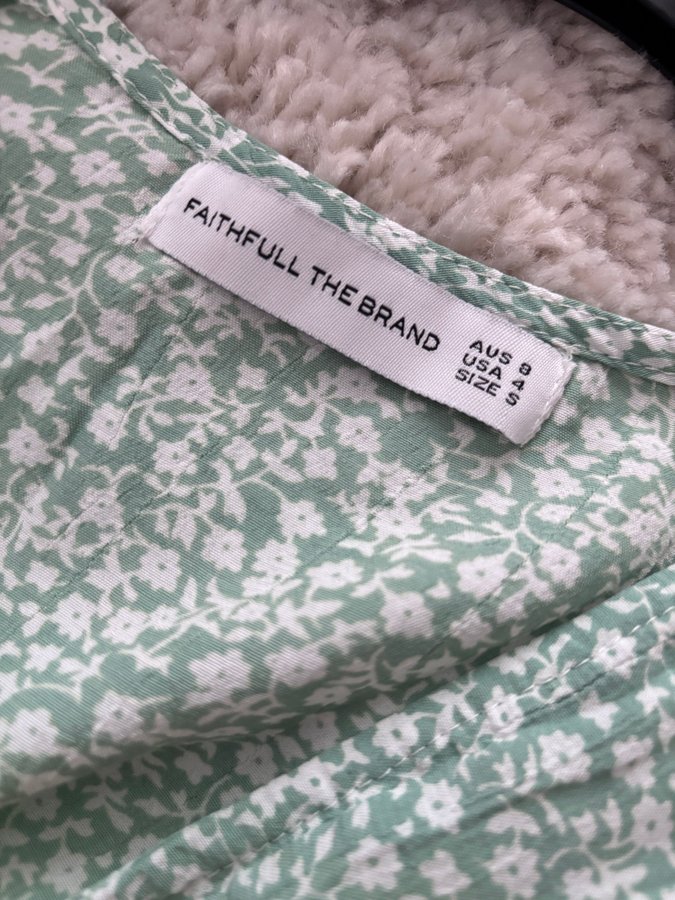 FAITHFULL THE BRAND
AUS 8
USA 4
SIZE S